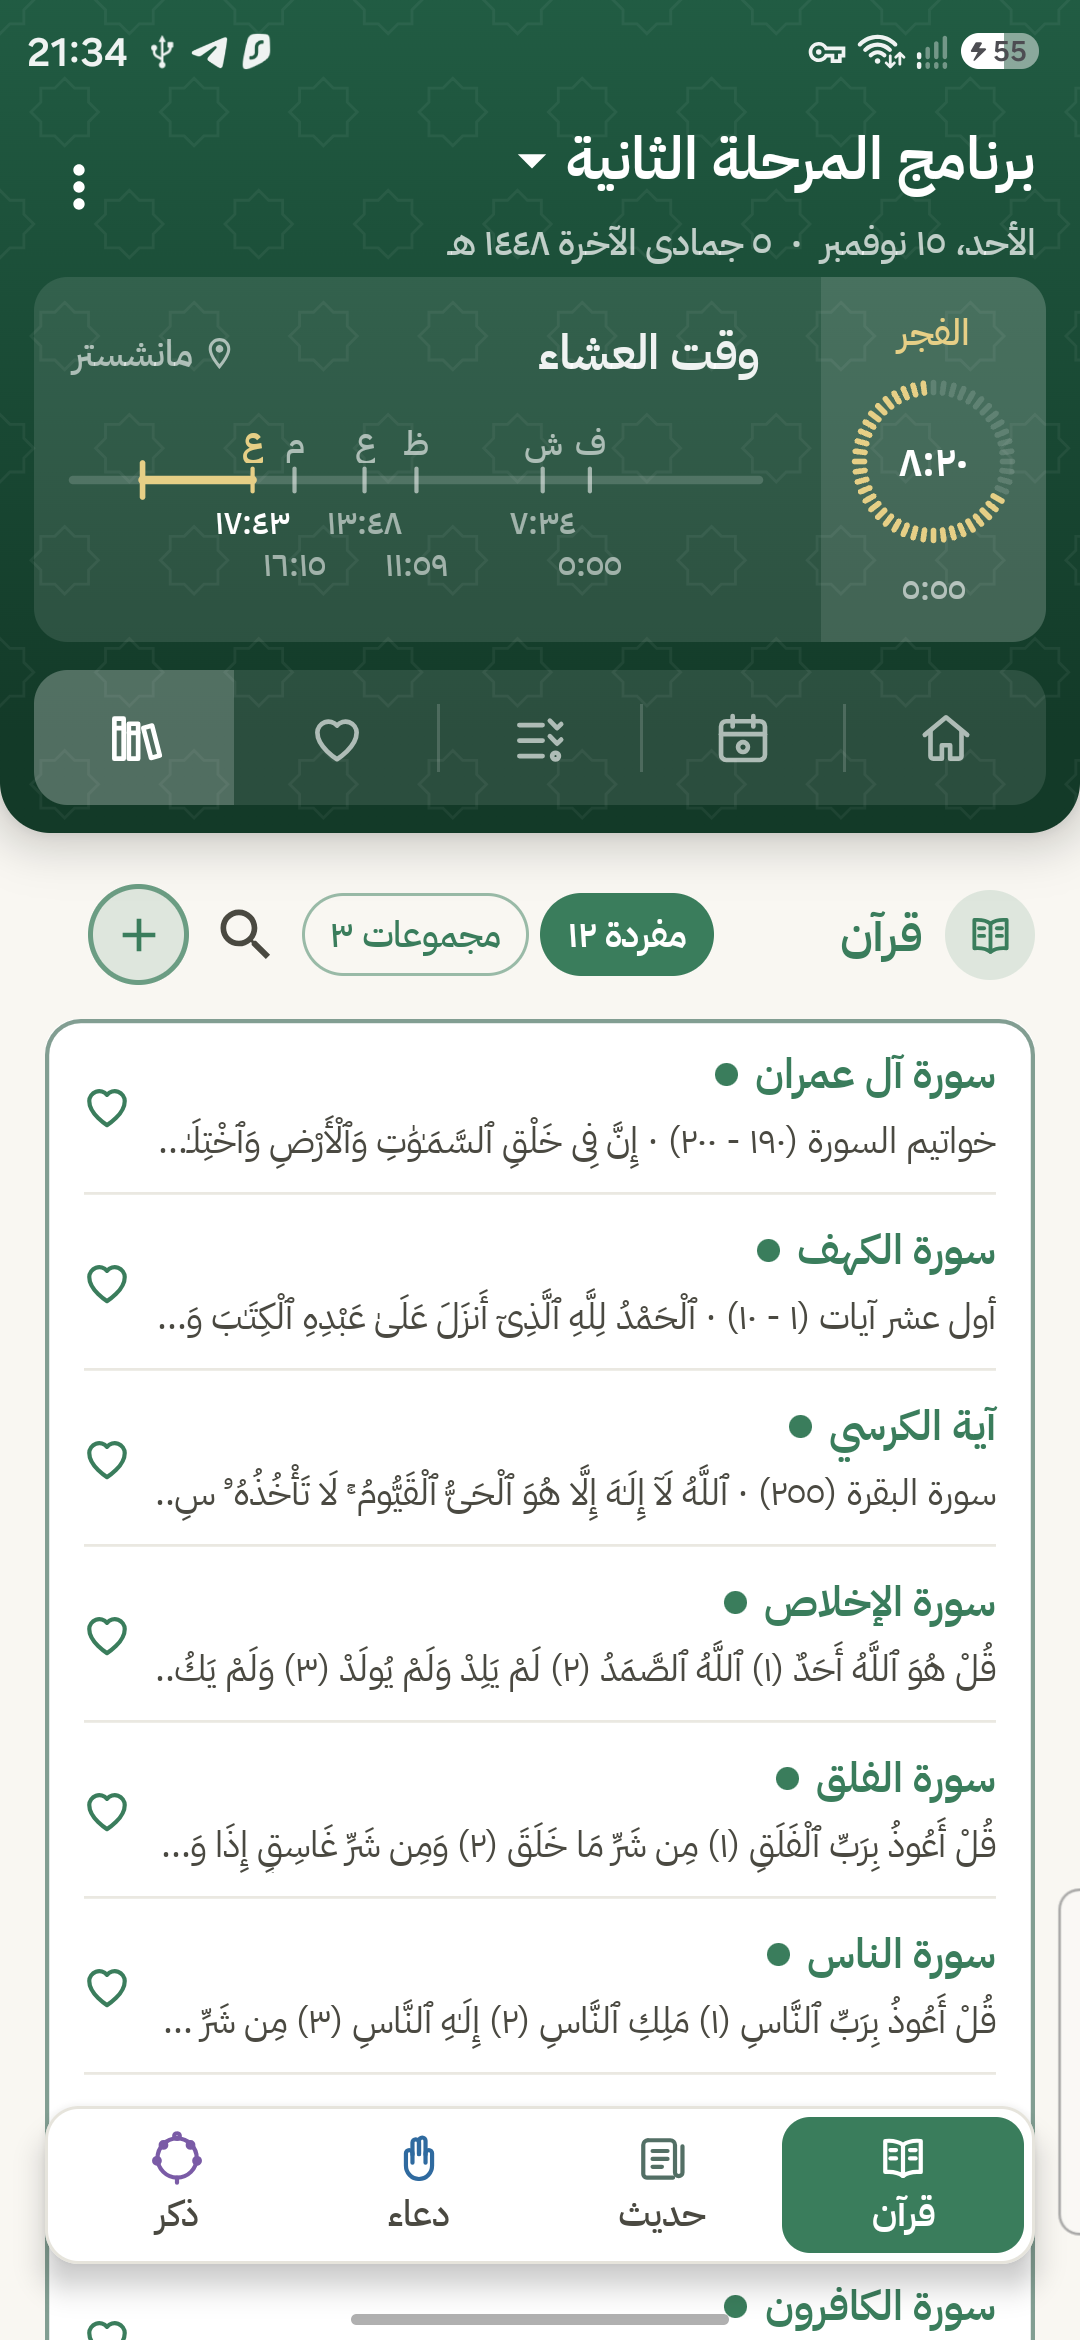 21:34
55
برنامج المرحلة الثانية
الأحد، ١٥ نوفمبر · ٥ جمادى الآخرة ١٤٤٨ هـ
الفجر
٨:٢٠
٥:٥٥
وقت العشاء
مانشستر
ف ش ظ ع م ع
٧:٣٤ ١٣:٤٨ ١٧:٤٣
٥:٥٥ ١١:٥٩ ١٦:١٥
قرآن
مفردة ١٢
مجموعات ٣
سورة آل عمران
خواتيم السورة (١٩٠ - ٢٠٠) · إِنَّ فِى خَلْقِ ٱلسَّمَـٰوَٰتِ وَٱلْأَرْضِ وَٱخْتِلَـٰ...
سورة الكهف
أول عشر آيات (١ - ١٠) · ٱلْحَمْدُ لِلَّهِ ٱلَّذِىٓ أَنزَلَ عَلَىٰ عَبْدِهِ ٱلْكِتَـٰبَ وَ...
آية الكرسي
سورة البقرة (٢٥٥) · ٱللَّهُ لَآ إِلَـٰهَ إِلَّا هُوَ ٱلْحَىُّ ٱلْقَيُّومُ ۚ لَا تَأْخُذُهُۥ سِ..
سورة الإخلاص
قُلْ هُوَ ٱللَّهُ أَحَدٌ (١) ٱللَّهُ ٱلصَّمَدُ (٢) لَمْ يَلِدْ وَلَمْ يُولَدْ (٣) وَلَمْ يَكُ..
سورة الفلق
قُلْ أَعُوذُ بِرَبِّ ٱلْفَلَقِ (١) مِن شَرِّ مَا خَلَقَ (٢) وَمِن شَرِّ غَاسِقٍ إِذَا وَ...
سورة الناس
قُلْ أَعُوذُ بِرَبِّ ٱلنَّاسِ (١) مَلِكِ ٱلنَّاسِ (٢) إِلَـٰهِ ٱلنَّاسِ (٣) مِن شَرِّ ...
قرآن
حديث
دعاء
ذكر
سورة الكافرون